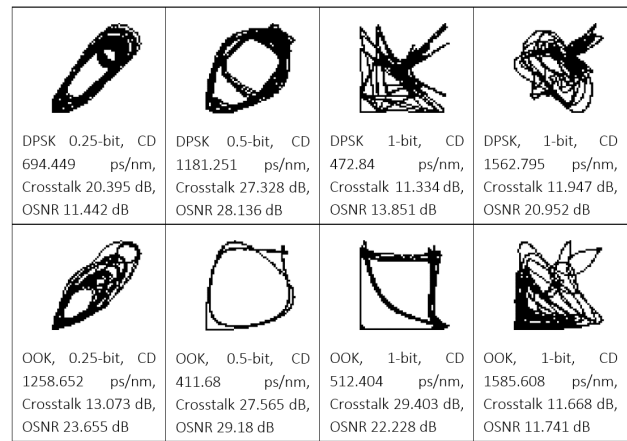 DPSK 0.25-bit, CD
694.449 ps/nm,
Crosstalk 20.395 dB,
OSNR 11.442 dB
DPSK 0.5-bit, CD
1181.251 ps/nm,
Crosstalk 27.328 dB,
OSNR 28.136 dB
DPSK 1-bit, CD
472.84 ps/nm,
Crosstalk 11.334 dB,
OSNR 13.851 dB
DPSK, 1-bit, CD
1562.795 ps/nm,
Crosstalk 11.947 dB,
OSNR 20.952 dB
OOK, 0.25-bit, CD
1258.652 ps/nm,
Crosstalk 13.073 dB,
OSNR 23.655 dB
OOK, 0.5-bit, CD
411.68 ps/nm,
Crosstalk 27.565 dB,
OSNR 29.18 dB
OOK, 1-bit, CD
512.404 ps/nm,
Crosstalk 29.403 dB,
OSNR 22.228 dB
OOK, 1-bit, CD
1585.608 ps/nm,
Crosstalk 11.668 dB,
OSNR 11.741 dB